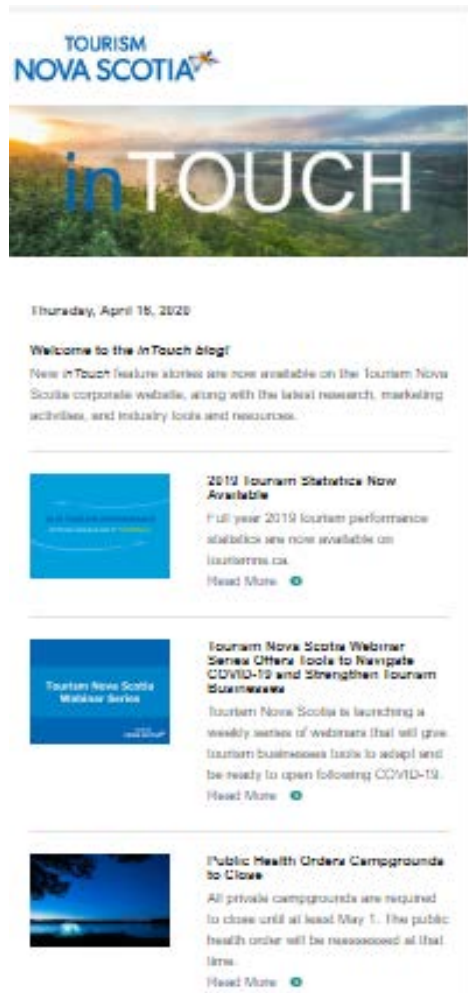 TOURISM
NOVA SCOTIA
inTOUCH
Thursday, April 16, 2020
Welcome to the inTouch blog!
New inTouch feature stories are now available on the Tourism Nova
Scotia corporate website, along with the latest research, marketing
activities, and industry tools and resources.
2019 Tourism Statistics Now
Available
Full year 2019 tourism performance
statistics are now available on
tourismns.ca.
Read More
Tourism Nova Scotia
Webinar Series
Tourism Nova Scotia Webinar
Series Offers Tools to Navigate
COVID-19 and Strengthen Tourism
Businesses
Tourism Nova Scotia is launching a
weekly series of webinars that will give
tourism businesses tools to adapt and
be ready to open following COVID-19.
Read More
Public Health Orders Campgrounds
to Close
All private campgrounds are required
to close until at least May 1. The public
health order will be reassessed at that
time.
Read More